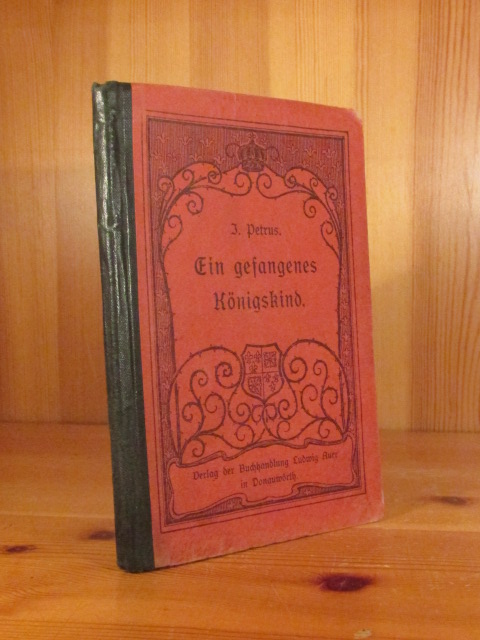 J. Petrus.
Ein gefangenes
Königskind.
Verlag der Buchhandlung Ludwig Auer
in Donauwörth